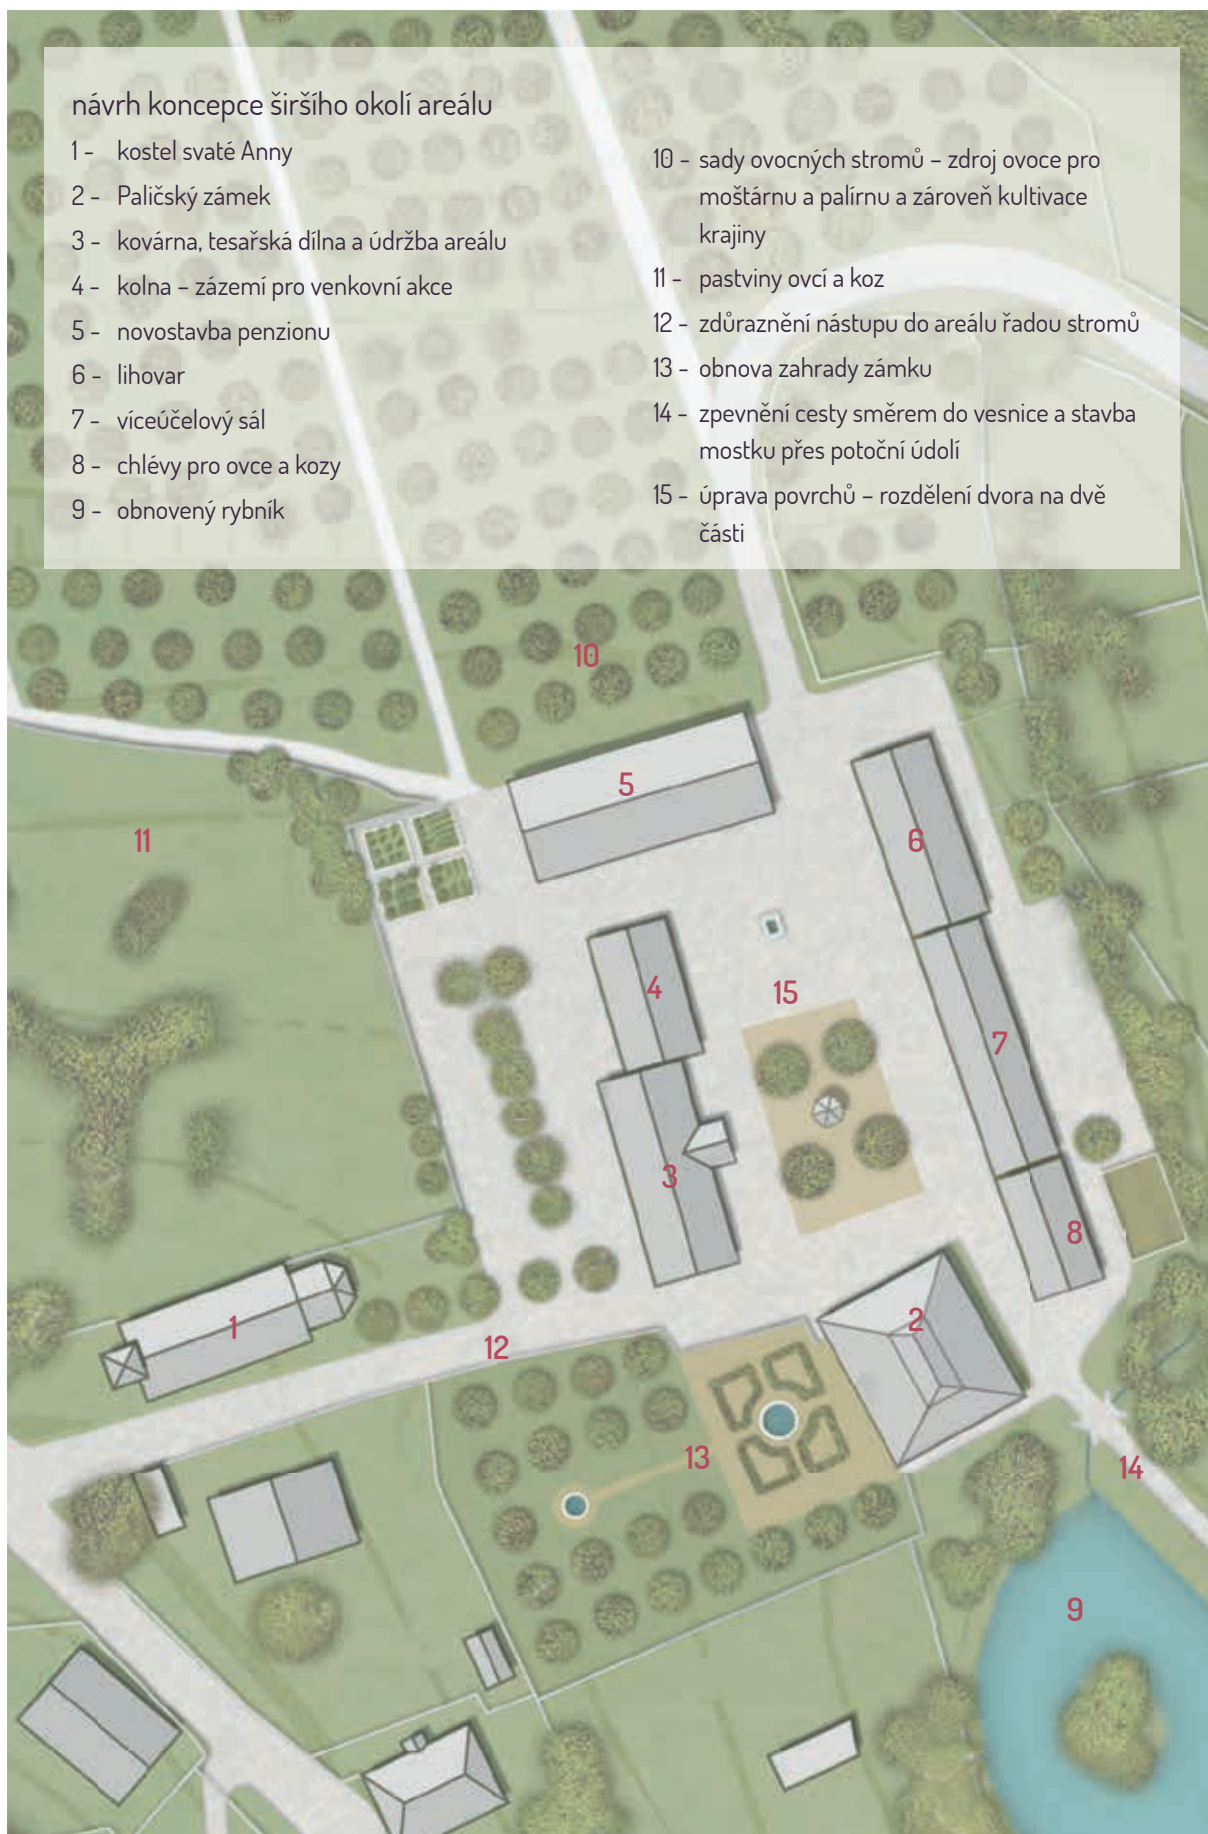 návrh koncepce širšího okolí areálu
1 - kostel svaté Anny
2 - Paličský zámek
3 - kovárna, tesařská dílna a údržba areálu
4 - kolna – zázemí pro venkovní akce
5 - novostavba penzionu
6 - lihovar
7 - víceúčelový sál
8 - chlévy pro ovce a kozy
9 - obnovený rybník
10 - sady ovocných stromů – zdroj ovoce pro
moštárnu a palírnu a zároveň kultivace
krajiny
11 - pastviny ovcí a koz
12 - zdůraznění nástupu do areálu řadou stromů
13 - obnova zahrady zámku
14 - zpevnění cesty směrem do vesnice a stavba
mostku přes potoční údolí
15 - úprava povrchů – rozdělení dvora na dvě
části
10
5
11
6
4
15
7
3
8
1
2
12
13
14
9